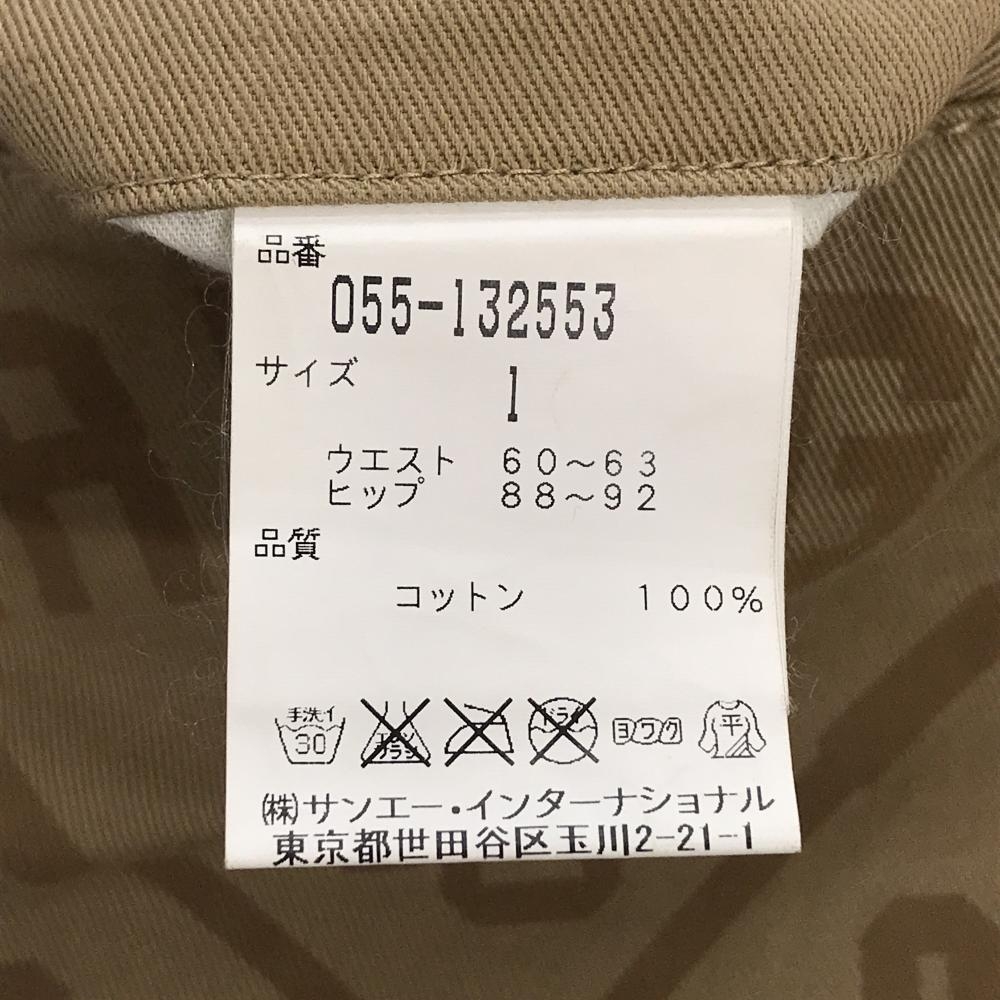 品番
055-132553
サイズ
1
ウエスト 60~63
ヒップ 88~92
品質
コットン 100%
手洗イ 30 エンソサラシ ドライ ヨワク 平
(株)サンエー・インターナショナル
東京都世田谷区玉川2-21-1